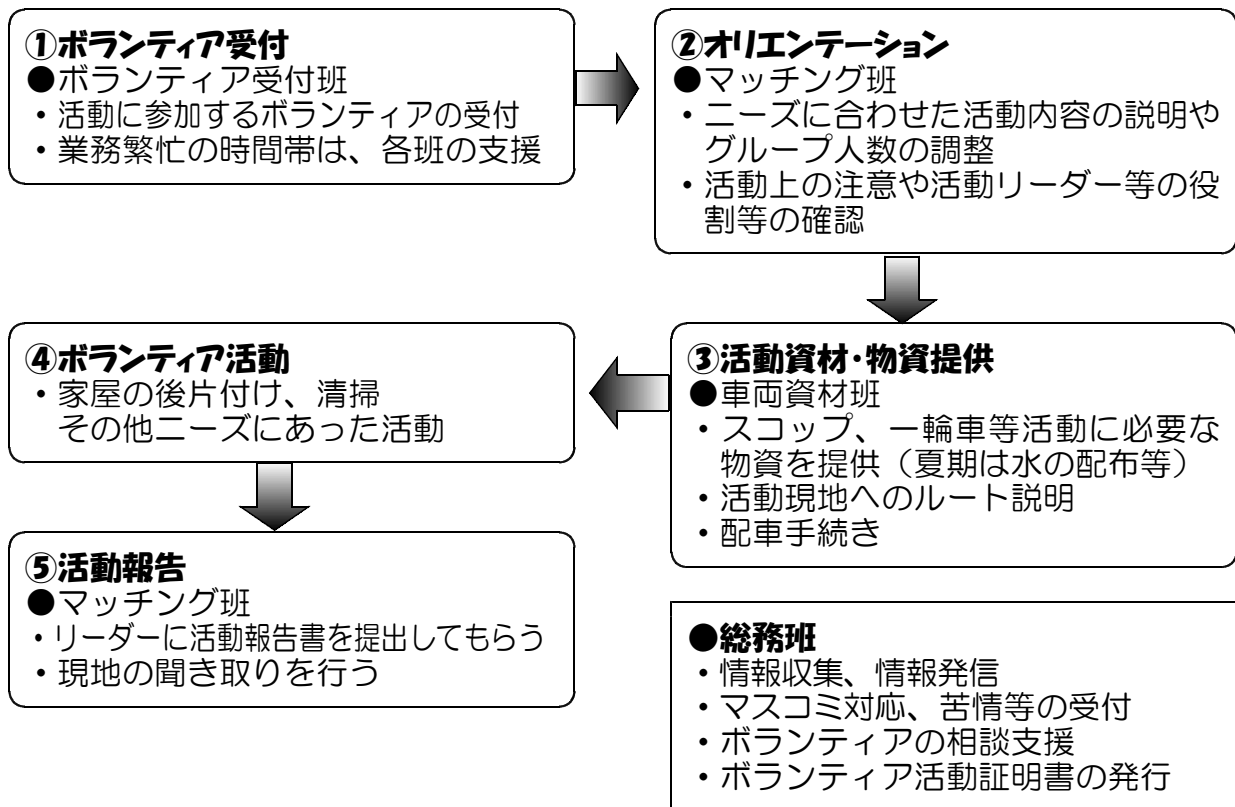 ①ボランティア受付
●ボランティア受付班
・活動に参加するボランティアの受付
・業務繁忙の時間帯は、各班の支援
②オリエンテーション
●マッチング班
・ニーズに合わせた活動内容の説明や
グループ人数の調整
・活動上の注意や活動リーダー等の役
割等の確認
③活動資材・物資提供
●車両資材班
・スコップ、一輪車等活動に必要な
物資を提供（夏期は水の配布等）
・活動現地へのルート説明
・配車手続き
④ボランティア活動
・家屋の後片付け、清掃
その他ニーズにあった活動
⑤活動報告
●マッチング班
・リーダーに活動報告書を提出してもらう
・現地の聞き取りを行う
●総務班
・情報収集、情報発信
・マスコミ対応、苦情等の受付
・ボランティアの相談支援
・ボランティア活動証明書の発行